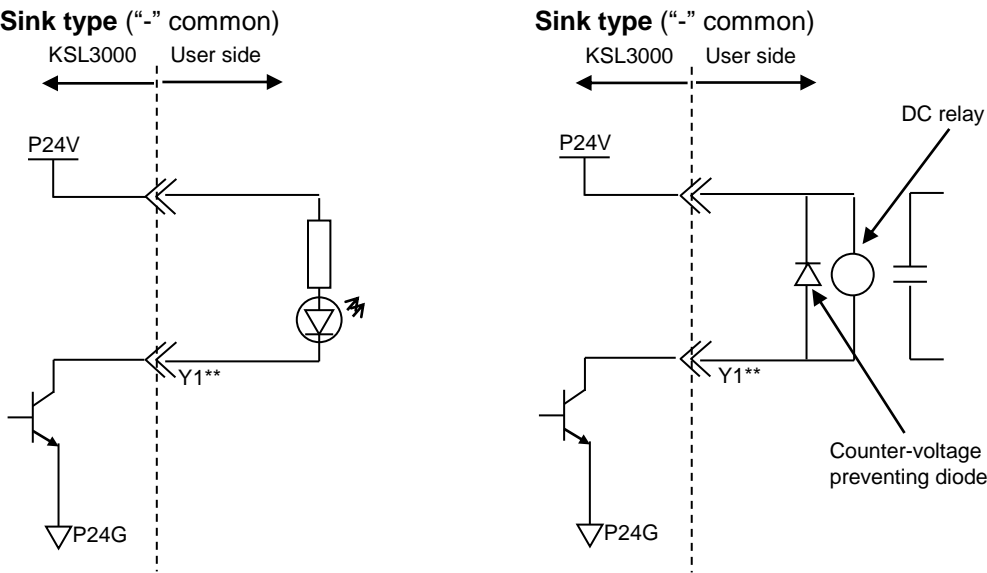 Sink type (“-” common)
KSL3000 User side
P24V
Y1**
P24G
Sink type (“-” common)
KSL3000 User side
DC relay
P24V
Y1**
Counter-voltage
preventing diode
P24G